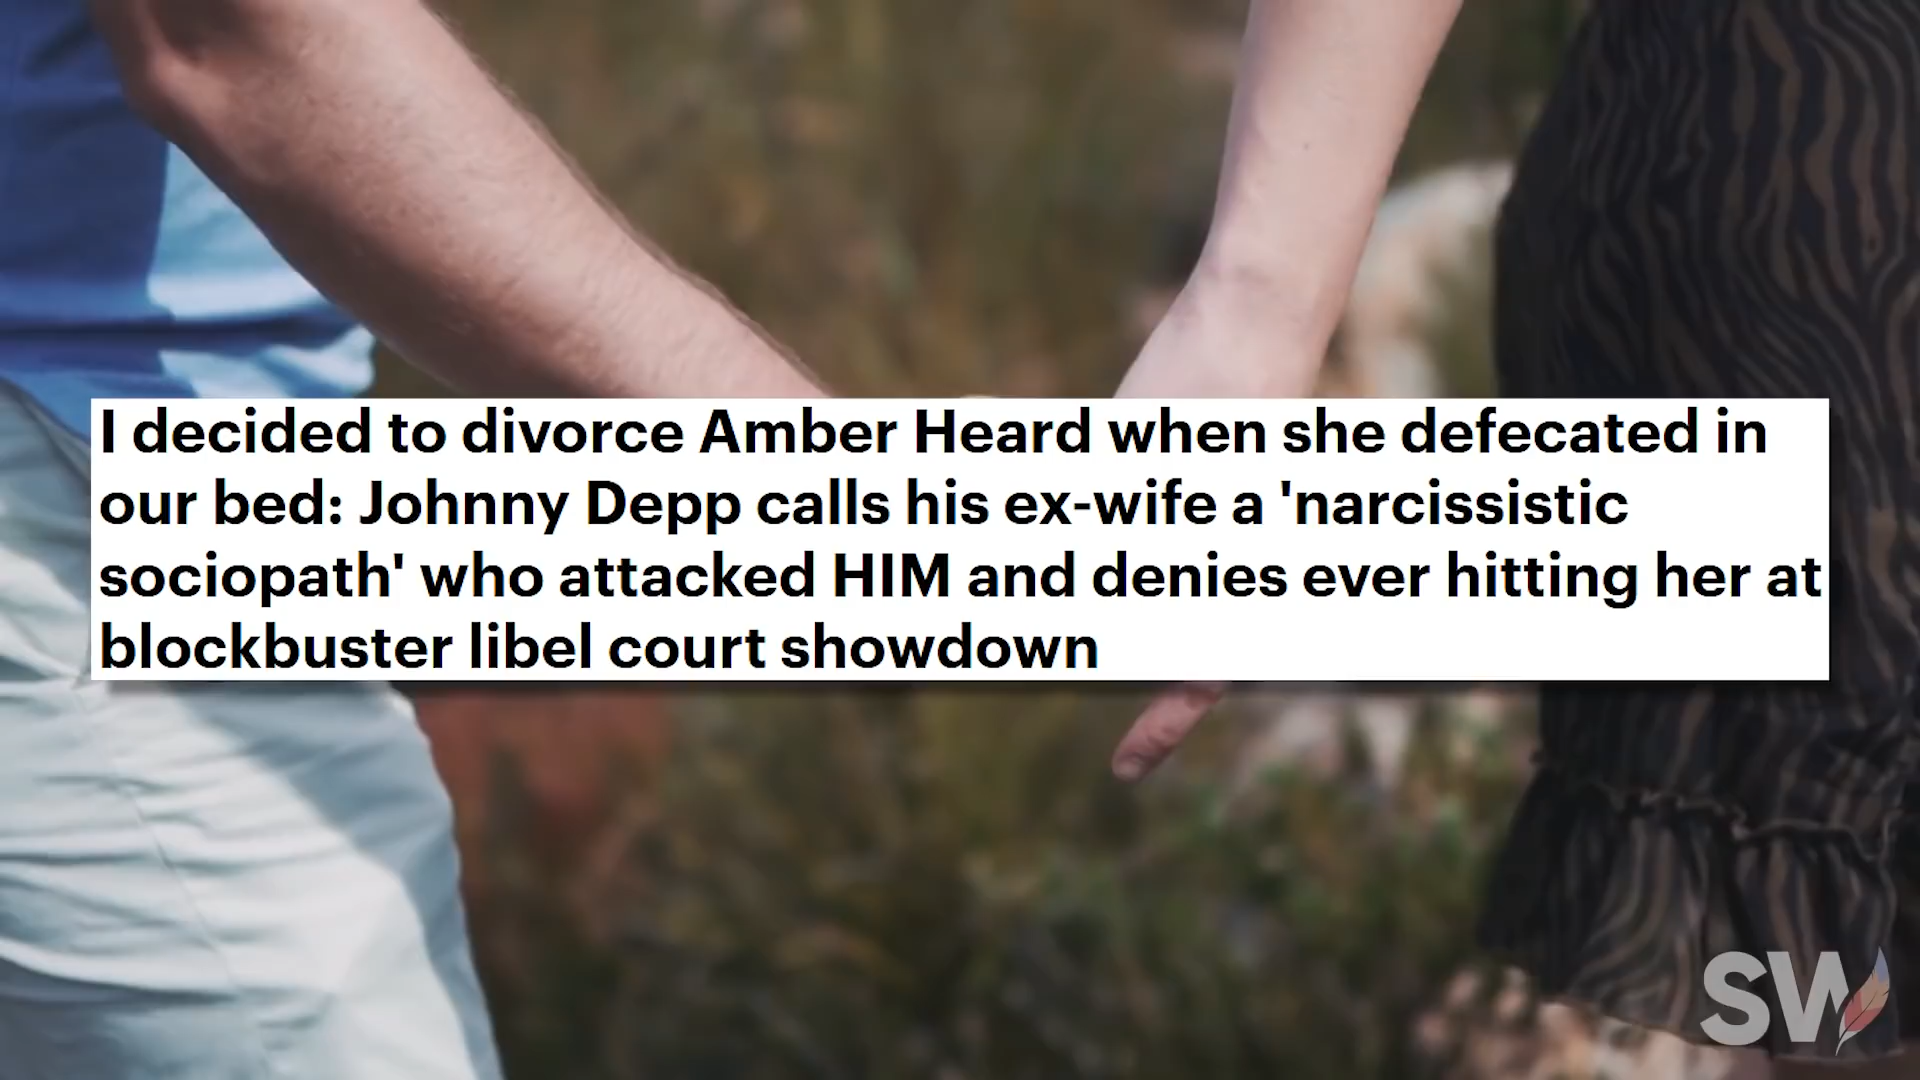 I decided to divorce Amber Heard when she defecated in
our bed: Johnny Depp calls his ex-wife a 'narcissistic
sociopath' who attacked HIM and denies ever hitting her at
blockbuster libel court showdown
SW